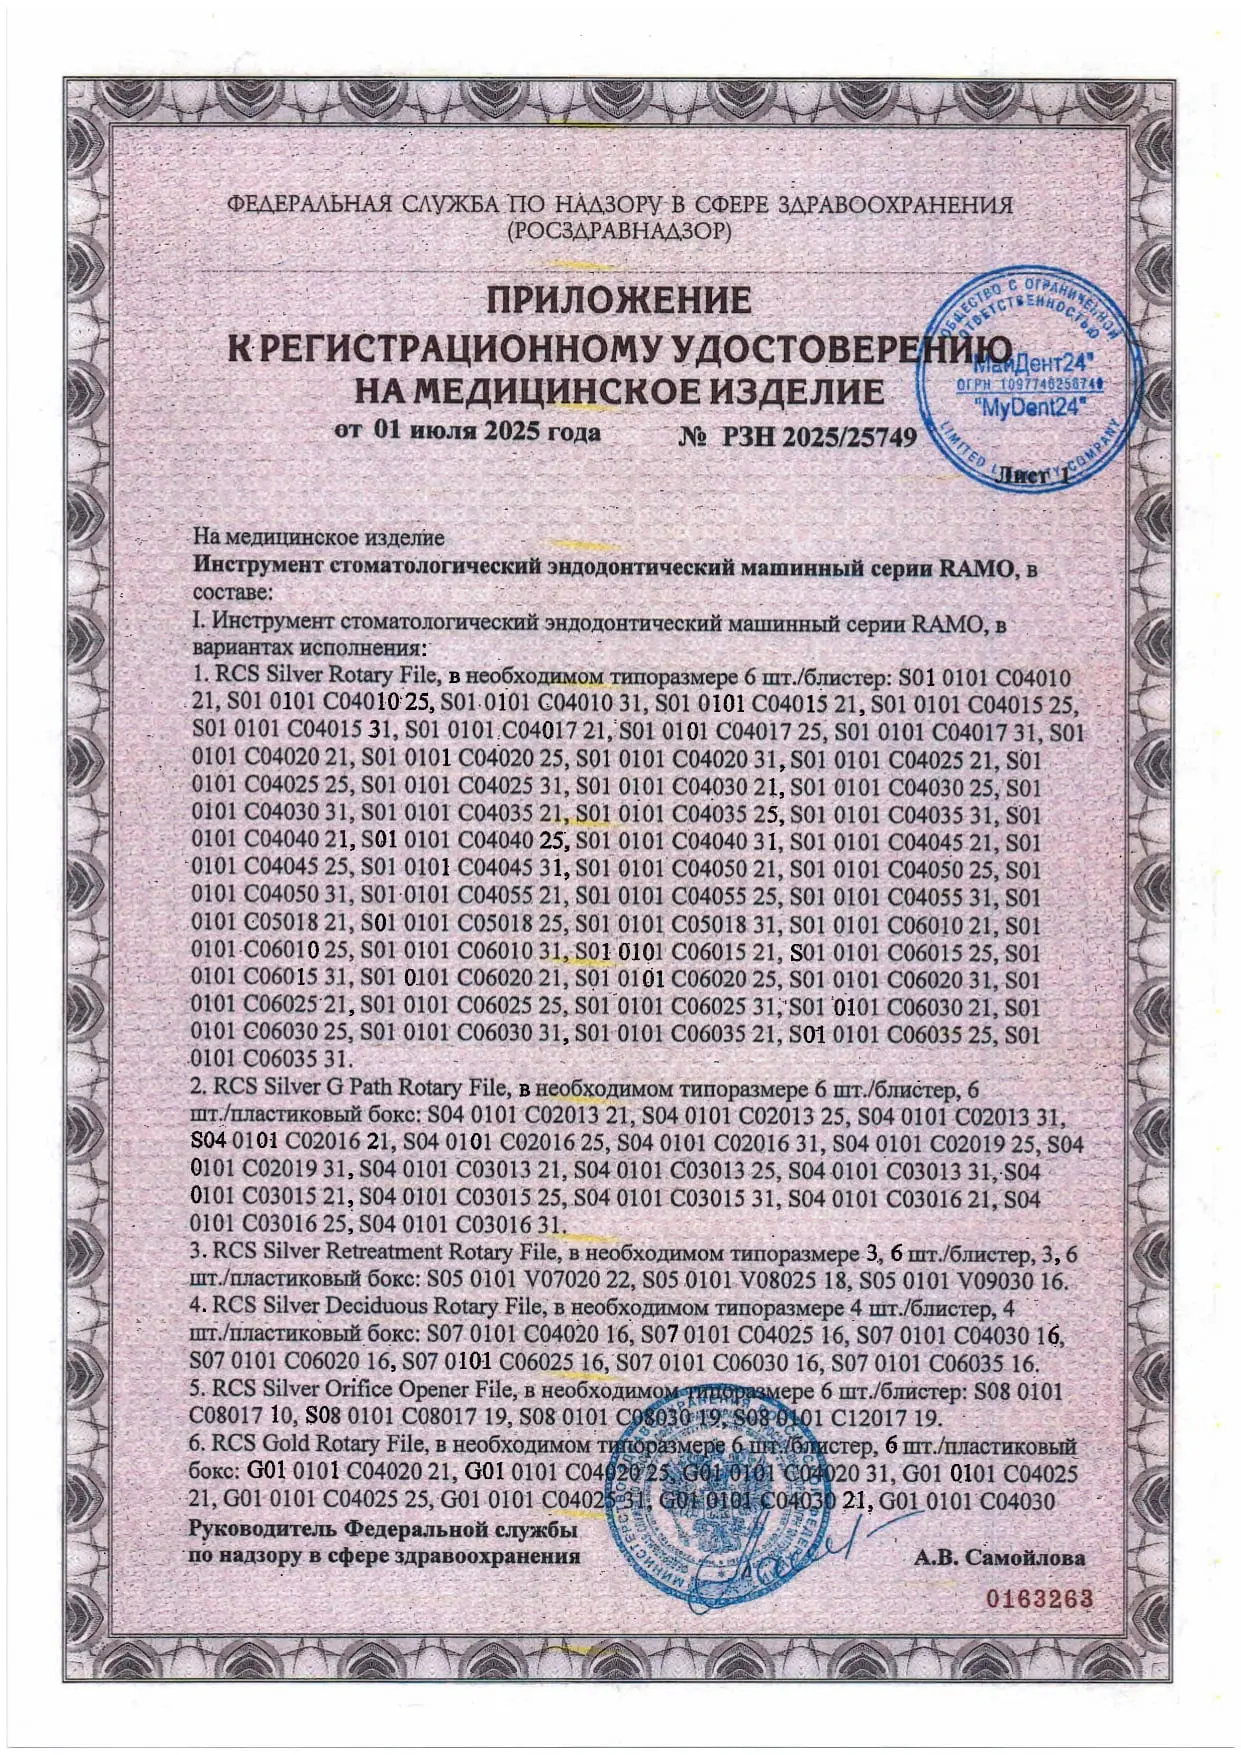 ФЕДЕРАЛЬНАЯ СЛУЖБА ПО НАДЗОРУ В СФЕРЕ ЗДРАВООХРАНЕНИЯ
(РОСЗДРАВНАДЗОР)
ПРИЛОЖЕНИЕ
К РЕГИСТРАЦИОННОМУ УДОСТОВЕРЕНИЮ
НА МЕДИЦИНСКОЕ ИЗДЕЛИЕ
от 01 июля 2025 года № РЗН 2025/25749
ОБЩЕСТВО С ОГРАНИЧЕННОЙ
ОТВЕТСТВЕННОСТЬЮ
"МайДент24"
ОГРН
"MyDent24"
LIMITED LIABILITY COMPANY
Лист 1
На медицинское изделие
Инструмент стоматологический эндодонтический машинный серии RAMO, в
составе:
I. Инструмент стоматологический эндодонтический машинный серии RAMO, в
вариантах исполнения:
1. RCS Silver Rotary File, в необходимом типоразмере 6 шт./блистер: S01 0101 C04010
21, S01 0101 C04010 25, S01 0101 C04010 31, S01 0101 C04015 21, S01 0101 C04015 25,
S01 0101 C04015 31, S01 0101 C04017 21, S01 0101 C04017 25, S01 0101 C04017 31, S01
0101 C04020 21, S01 0101 C04020 25, S01 0101 C04020 31, S01 0101 C04025 21, S01
0101 C04025 25, S01 0101 C04025 31, S01 0101 C04030 21, S01 0101 C04030 25, S01
0101 C04030 31, S01 0101 C04035 21, S01 0101 C04035 25, S01 0101 C04035 31, S01
0101 C04040 21, S01 0101 C04040 25, S01 0101 C04040 31, S01 0101 C04045 21, S01
0101 C04045 25, S01 0101 C04045 31, S01 0101 C04050 21, S01 0101 C04050 25, S01
0101 C04050 31, S01 0101 C04055 21, S01 0101 C04055 25, S01 0101 C04055 31, S01
0101 C05018 21, S01 0101 C05018 25, S01 0101 C05018 31, S01 0101 C06010 21, S01
0101 C06010 25, S01 0101 C06010 31, S01 0101 C06015 21, S01 0101 C06015 25, S01
0101 C06015 31, S01 0101 C06020 21, S01 0101 C06020 25, S01 0101 C06020 31, S01
0101 C06025 21, S01 0101 C06025 25, S01 0101 C06025 31, S01 0101 C06030 21, S01
0101 C06030 25, S01 0101 C06030 31, S01 0101 C06035 21, S01 0101 C06035 25, S01
0101 C06035 31.
2. RCS Silver G Path Rotary File, в необходимом типоразмере 6 шт./блистер, 6
шт./пластиковый бокс: S04 0101 C02013 21, S04 0101 C02013 25, S04 0101 C02013 31,
S04 0101 C02016 21, S04 0101 C02016 25, S04 0101 C02016 31, S04 0101 C02019 25, S04
0101 C02019 31, S04 0101 C03013 21, S04 0101 C03013 25, S04 0101 C03013 31, S04
0101 C03015 21, S04 0101 C03015 25, S04 0101 C03015 31, S04 0101 C03016 21, S04
0101 C03016 25, S04 0101 C03016 31.
3. RCS Silver Retreatment Rotary File, в необходимом типоразмере 3, 6 шт./блистер, 3, 6
шт./пластиковый бокс: S05 0101 V07020 22, S05 0101 V08025 18, S05 0101 V09030 16.
4. RCS Silver Deciduous Rotary File, в необходимом типоразмере 4 шт./блистер, 4
шт./пластиковый бокс: S07 0101 C04020 16, S07 0101 C04025 16, S07 0101 C04030 16,
S07 0101 C06020 16, S07 0101 C06025 16, S07 0101 C06030 16, S07 0101 C06035 16.
5. RCS Silver Orifice Opener File, в необходимом типоразмере 6 шт./блистер: S08 0101
C08017 10, S08 0101 C08017 19, S08 0101 C08030 19, S08 0101 C12017 19.
6. RCS Gold Rotary File, в необходимом типоразмере 6 шт./блистер, 6 шт./пластиковый
бокс: G01 0101 C04020 21, G01 0101 C04020 25, G01 0101 C04020 31, G01 0101 C04025
21, G01 0101 C04025 25, G01 0101 C04025 31, G01 0101 C04030 21, G01 0101 C04030
Руководитель Федеральной службы
по надзору в сфере здравоохранения
А.В. Самойлова
0163263